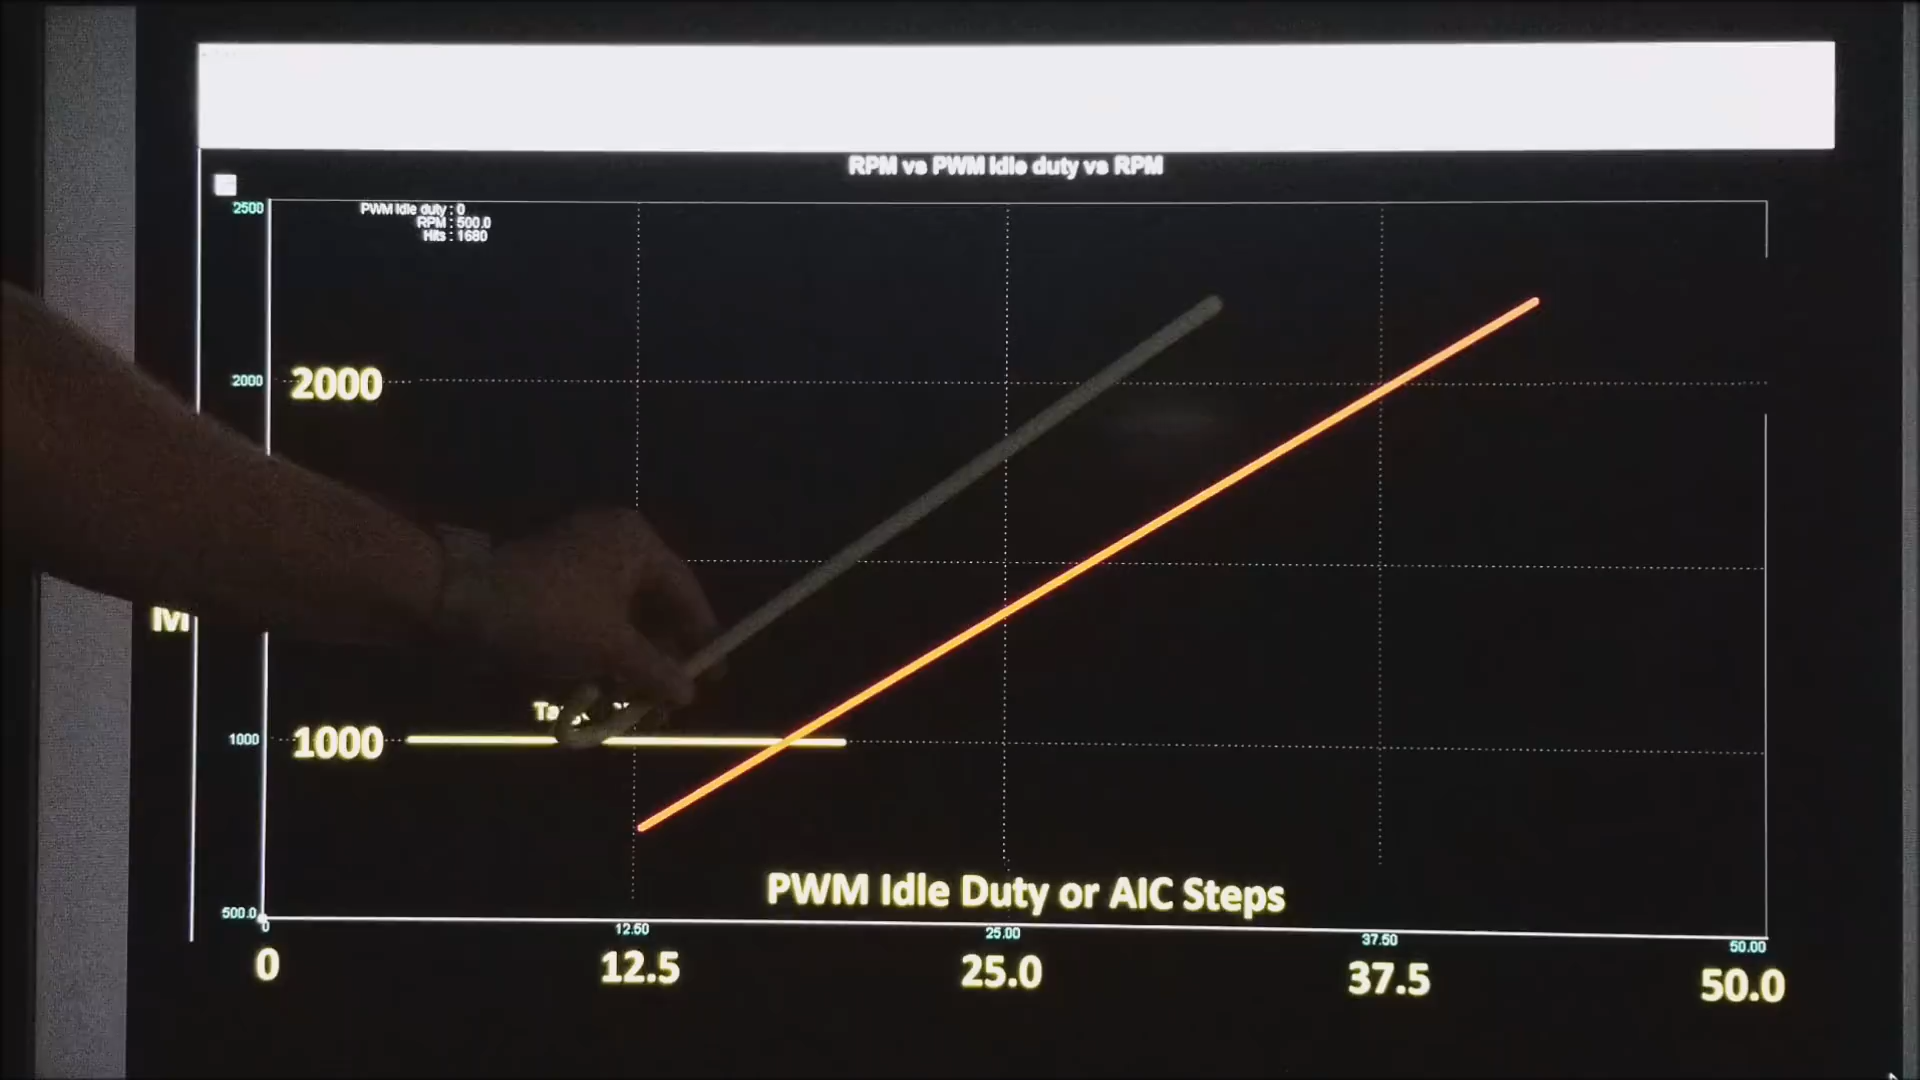 RPM vs PWM Idle duty vs RPM
PWM Idle duty : 0
RPM : 500.0
Hits : 1680
2500
2000
2000
M
1000
1000
500.0
PWM Idle Duty or AIC Steps
0
12.50
25.00
37.50
50.00
0
12.5
25.0
37.5
50.0